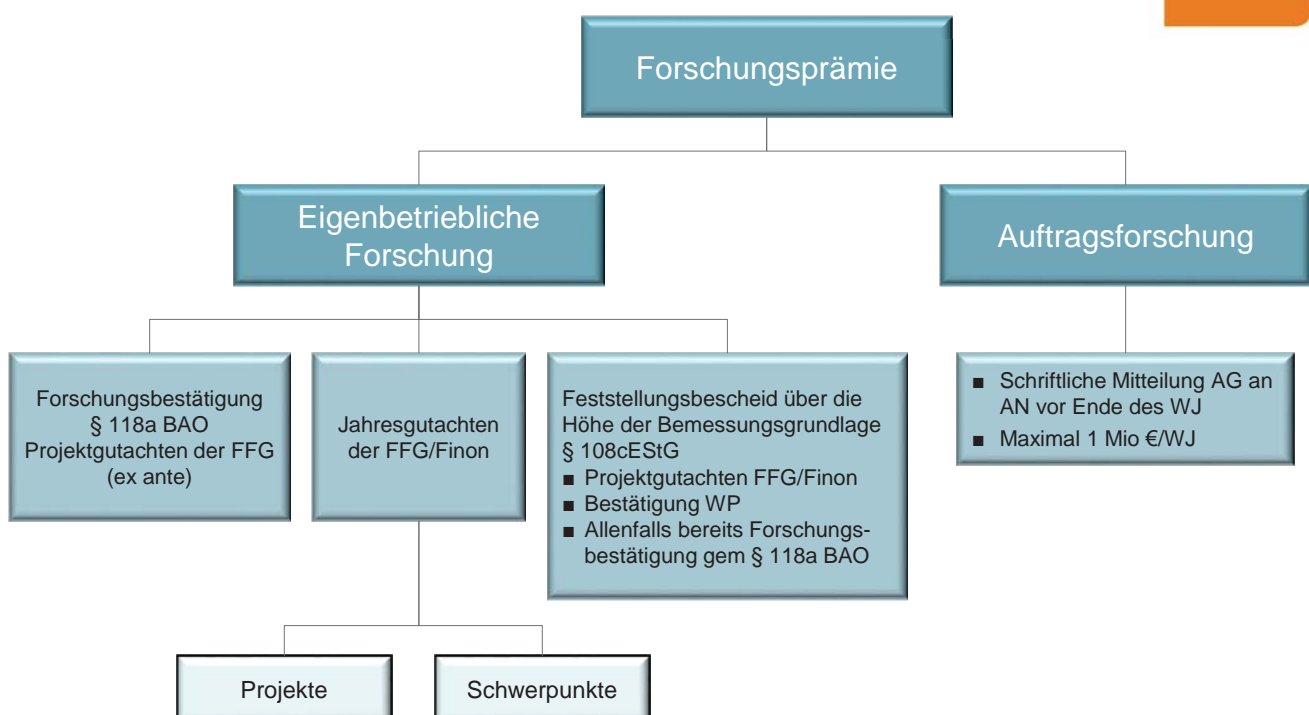 Forschungsprämie
Eigenbetriebliche
Forschung
Auftragsforschung
Forschungsbestätigung
§ 118a BAO
Projektgutachten der FFG
(ex ante)
Jahresgutachten
der FFG/Finon
Feststellungsbescheid über die
Höhe der Bemessungsgrundlage
§ 108cEStG
■ Projektgutachten FFG/Finon
■ Bestätigung WP
■ Allenfalls bereits Forschungs-
bestätigung gem § 118a BAO
■ Schriftliche Mitteilung AG an
AN vor Ende des WJ
■ Maximal 1 Mio €/WJ
Projekte
Schwerpunkte